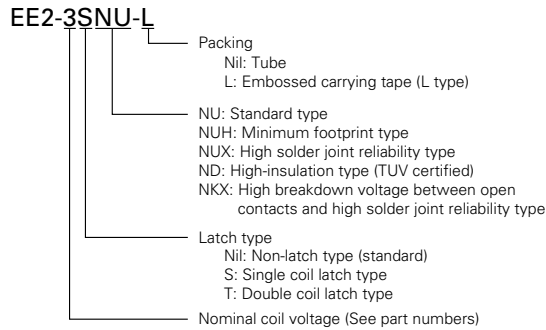 EE2-3SNU-L
Packing
Nil: Tube
L: Embossed carrying tape (L type)
NU: Standard type
NUH: Minimum footprint type
NUX: High solder joint reliability type
ND: High-insulation type (TUV certified)
NKX: High breakdown voltage between open
contacts and high solder joint reliability type
Latch type
Nil: Non-latch type (standard)
S: Single coil latch type
T: Double coil latch type
Nominal coil voltage (See part numbers)